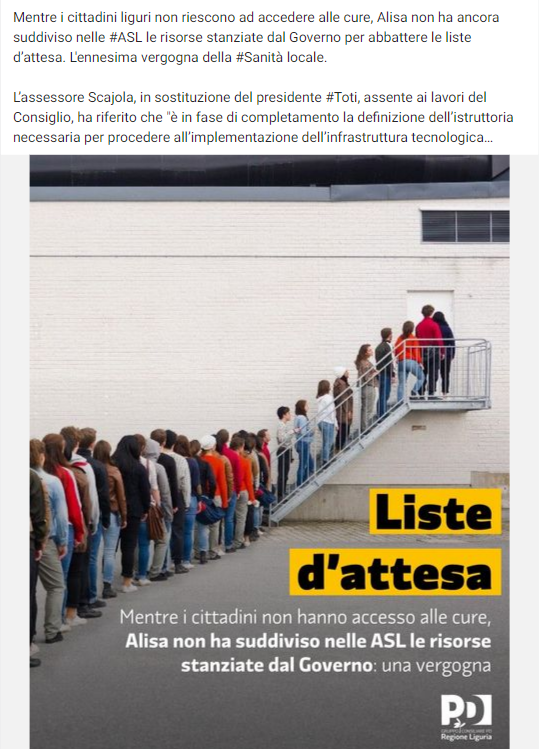 Mentre i cittadini liguri non riescono ad accedere alle cure, Alisa non ha ancora
suddiviso nelle #ASL le risorse stanziate dal Governo per abbattere le liste
d’attesa. L'ennesima vergogna della #Sanità locale.
L’assessore Scajola, in sostituzione del presidente #Toti, assente ai lavori del
Consiglio, ha riferito che "è in fase di completamento la definizione dell’istruttoria
necessaria per procedere all’implementazione dell’infrastruttura tecnologica...
Liste
d’attesa
Mentre i cittadini non hanno accesso alle cure,
Alisa non ha suddiviso nelle ASL le risorse
stanziate dal Governo: una vergogna
PD
GRUPPO CONSILIARE PD
Regione Liguria